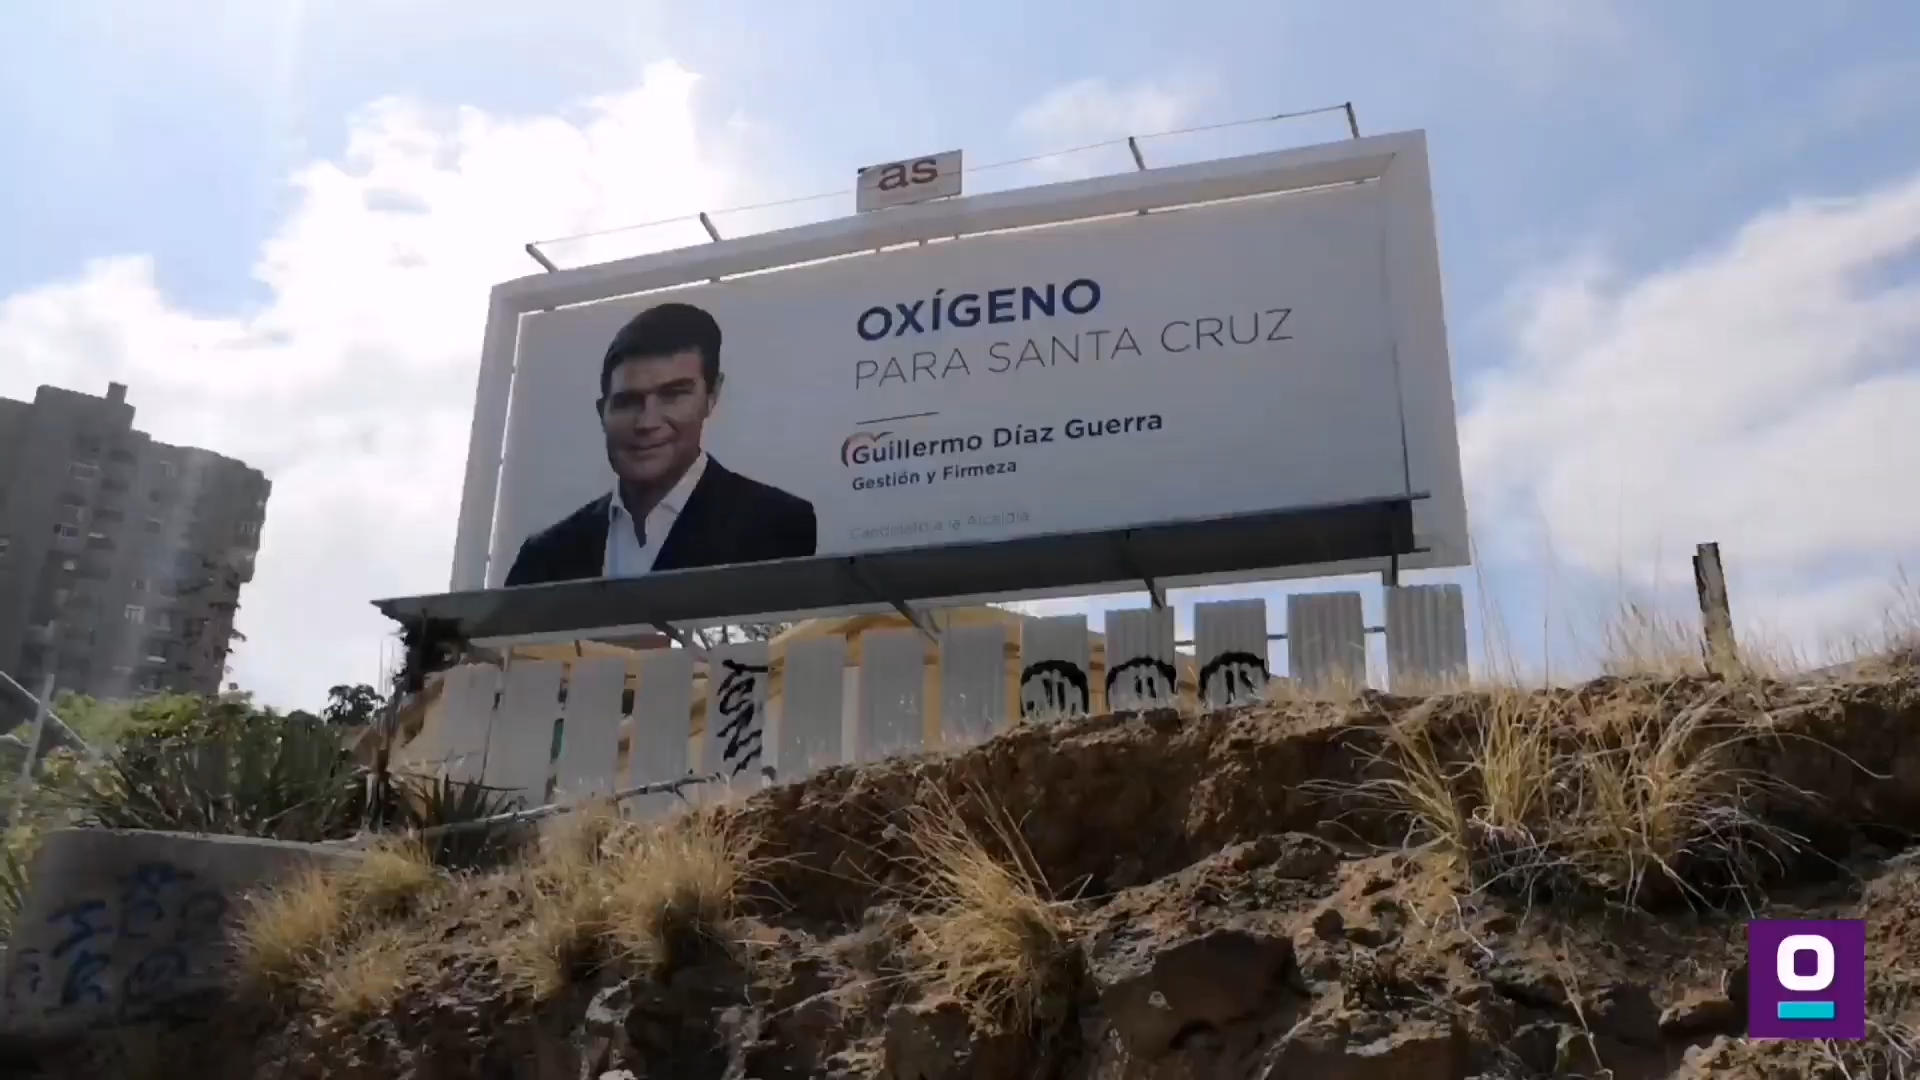 as
OXÍGENO
PARA SANTA CRUZ
Guillermo Díaz Guerra
Gestión y Firmeza
Candidato a la Alcaldía